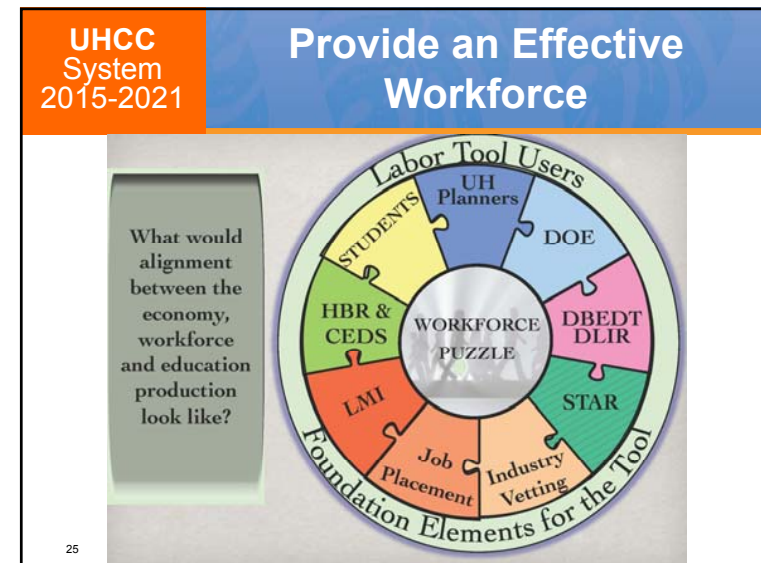 UHCC
System
2015-2021
Provide an Effective
Workforce
What would
alignment
between the
economy,
workforce
and education
production
look like?
Labor Tool Users
STUDENTS
UH
Planners
DOE
HBR &
CEDS
WORKFORCE
PUZZLE
DBEDT
DLIR
LMI
STAR
Job
Placement
Industry
Vetting
Foundation Elements for the Tool
25